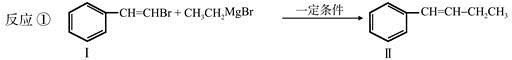 反应① CH=CHBr + CH₃CH₂MgBr 一定条件 CH=CH-CH₂CH₃
I II